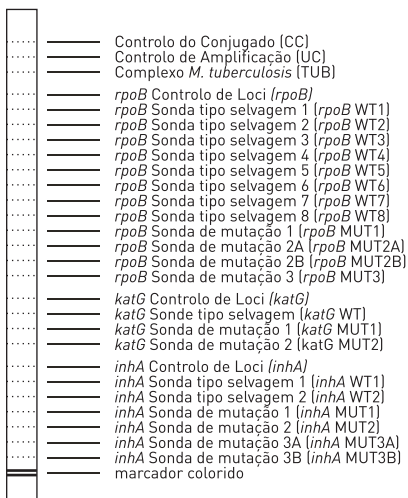 Controlo do Conjugado (CC)
Controlo de Amplificação (UC)
Complexo M. tuberculosis (TUB)
rpoB Controlo de Loci (rpoB)
rpoB Sonda tipo selvagem 1 (rpoB WT1)
rpoB Sonda tipo selvagem 2 (rpoB WT2)
rpoB Sonda tipo selvagem 3 (rpoB WT3)
rpoB Sonda tipo selvagem 4 (rpoB WT4)
rpoB Sonda tipo selvagem 5 (rpoB WT5)
rpoB Sonda tipo selvagem 6 (rpoB WT6)
rpoB Sonda tipo selvagem 7 (rpoB WT7)
rpoB Sonda tipo selvagem 8 (rpoB WT8)
rpoB Sonda de mutação 1 (rpoB MUT1)
rpoB Sonda de mutação 2A (rpoB MUT2A)
rpoB Sonda de mutação 2B (rpoB MUT2B)
rpoB Sonda de mutação 3 (rpoB MUT3)
katG Controlo de Loci (katG)
katG Sonde tipo selvagem (katG WT)
katG Sonda de mutação 1 (katG MUT1)
katG Sonda de mutação 2 (katG MUT2)
inhA Controlo de Loci (inhA)
inhA Sonda tipo selvagem 1 (inhA WT1)
inhA Sonda tipo selvagem 2 (inhA WT2)
inhA Sonda de mutação 1 (inhA MUT1)
inhA Sonda de mutação 2 (inhA MUT2)
inhA Sonda de mutação 3A (inhA MUT3A)
inhA Sonda de mutação 3B (inhA MUT3B)
marcador colorido